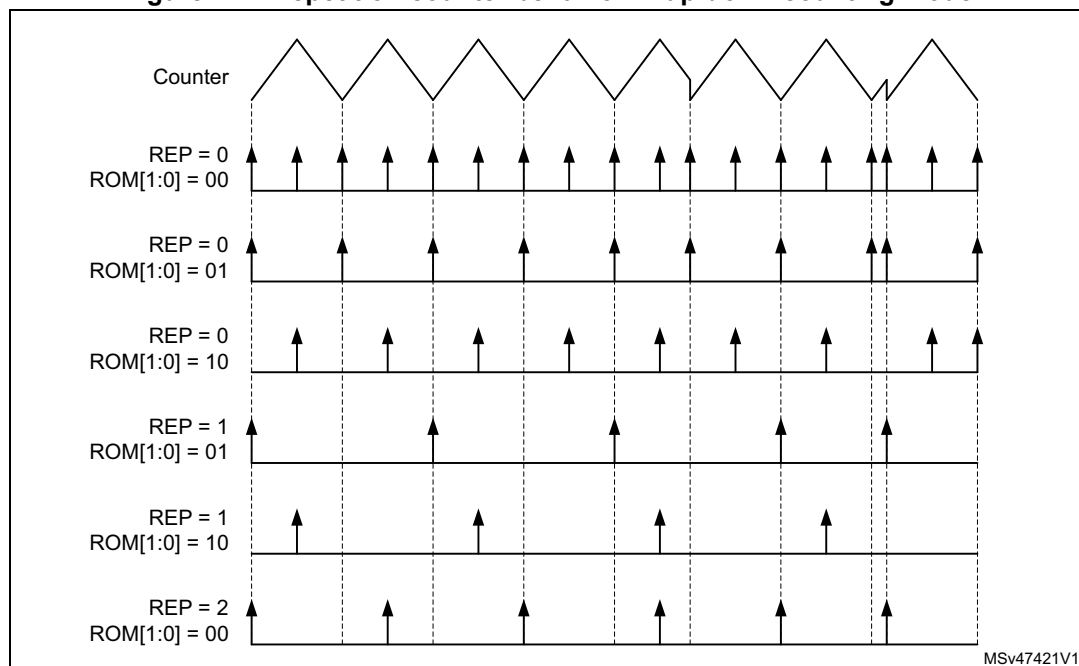 Counter
REP = 0
ROM[1:0] = 00
REP = 0
ROM[1:0] = 01
REP = 0
ROM[1:0] = 10
REP = 1
ROM[1:0] = 01
REP = 1
ROM[1:0] = 10
REP = 2
ROM[1:0] = 00
MSv47421V1